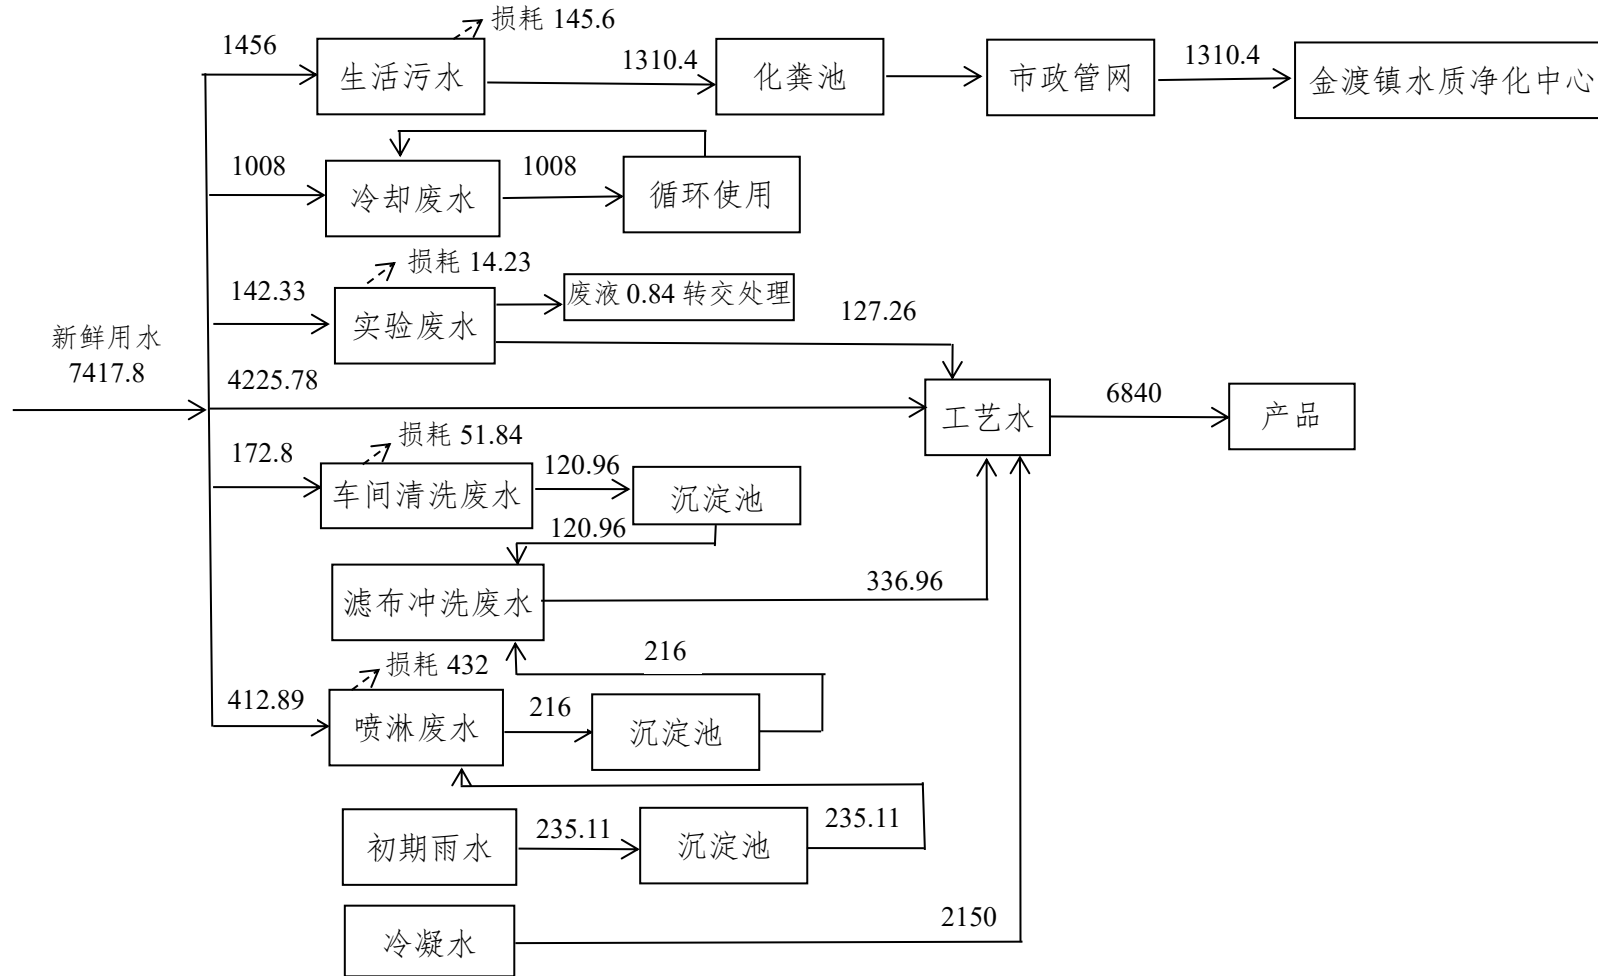 损耗 145.6
1456
生活污水
1310.4
化粪池
市政管网
1310.4
金渡镇水质净化中心
1008
冷却废水
1008
循环使用
损耗 14.23
142.33
实验废水
废液 0.84 转交处理
127.26
新鲜用水
7417.8
4225.78
工艺水
6840
产品
损耗 51.84
172.8
车间清洗废水
120.96
沉淀池
120.96
滤布冲洗废水
336.96
216
损耗 432
412.89
喷淋废水
216
沉淀池
初期雨水
235.11
沉淀池
235.11
冷凝水
2150